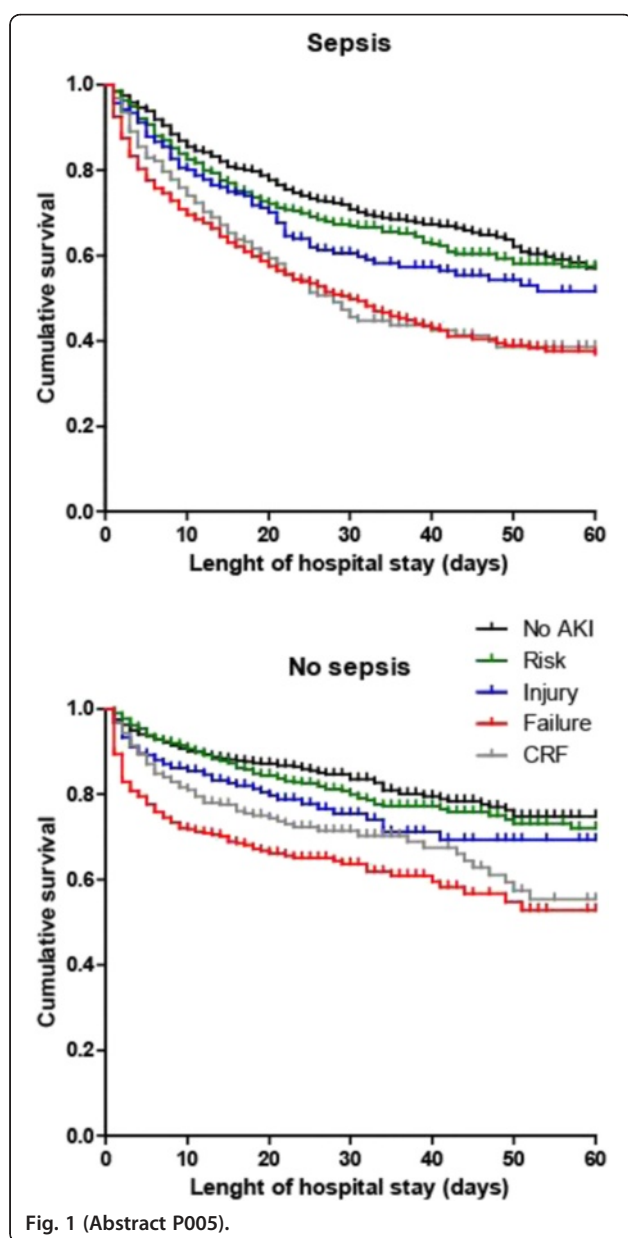 Sepsis
1.0
0.8
0.6
0.4
0.2
0.0
Cumulative survival
0 10 20 30 40 50 60
Lenght of hospital stay (days)
No AKI
Risk
Injury
Failure
CRF
No sepsis
1.0
0.8
0.6
0.4
0.2
0.0
Cumulative survival
0 10 20 30 40 50 60
Lenght of hospital stay (days)
Fig. 1 (Abstract P005).